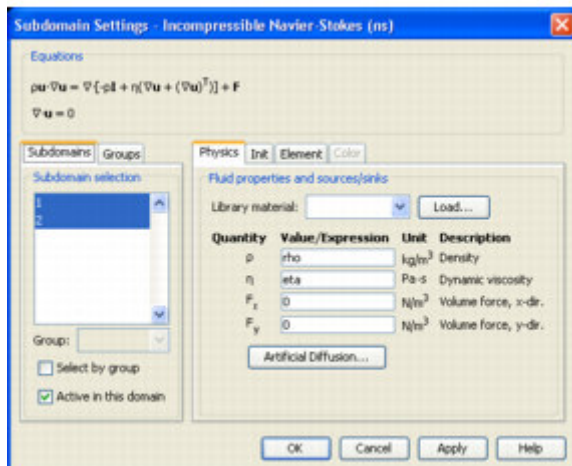 Subdomain Settings - Incompressible Navier-Stokes (ns)
Equations
ρu·∇u = ∇·[-pI + η(∇u + (∇u)ᵀ)] + F
∇·u = 0
Subdomains Groups
Subdomain selection
1
2
Group:
Select by group
Active in this domain
Physics Init Element Color
Fluid properties and sources/sinks
Library material: Load...
Quantity Value/Expression Unit Description
ρ rho kg/m³ Density
η eta Pa·s Dynamic viscosity
Fx 0 N/m³ Volume force, x-dir.
Fy 0 N/m³ Volume force, y-dir.
Artificial Diffusion...
OK Cancel Apply Help